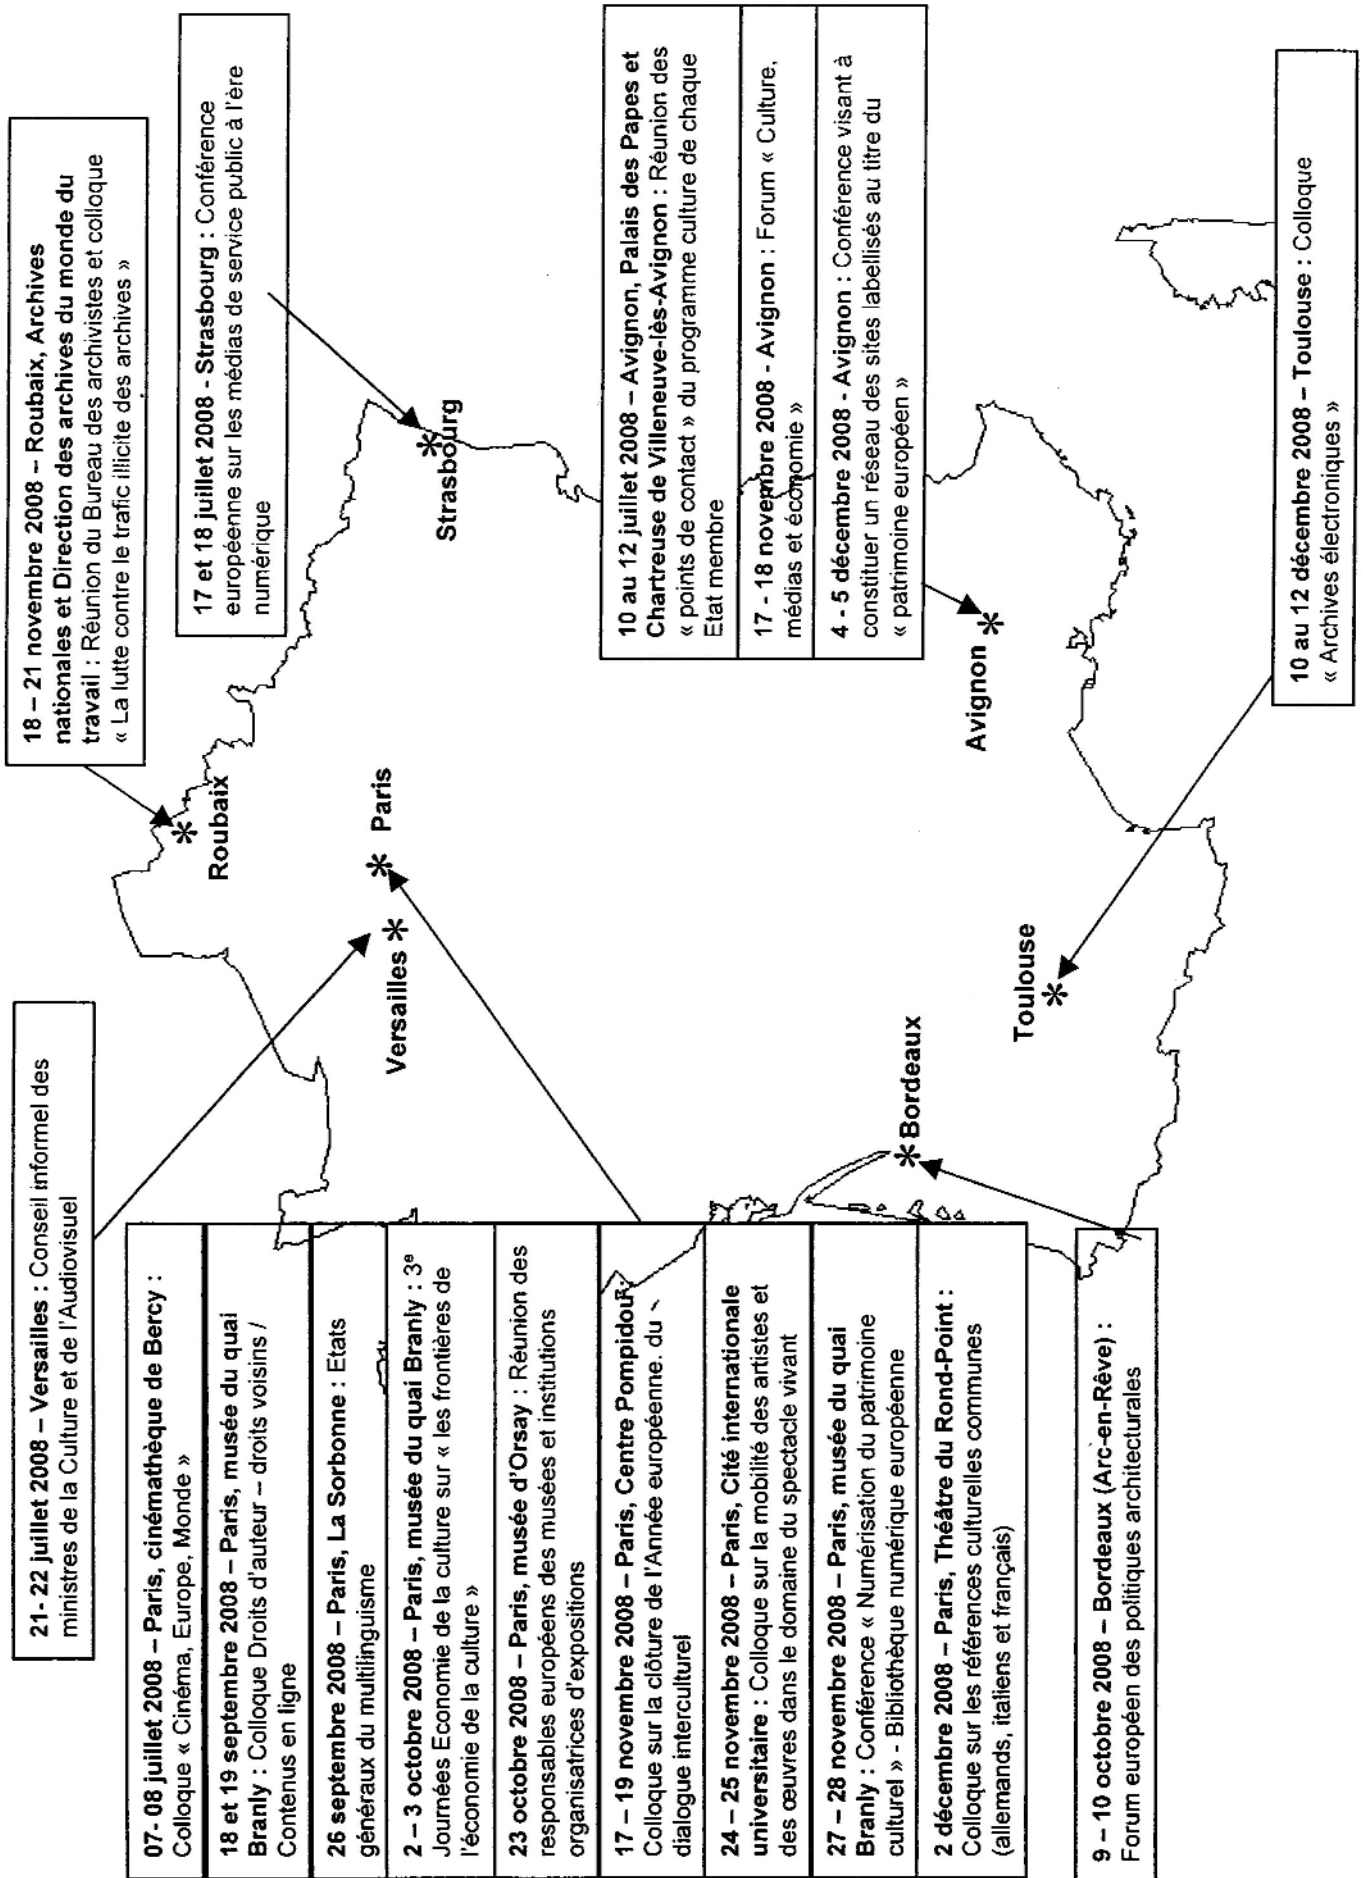 21- 22 juillet 2008 – Versailles : Conseil informel des
ministres de la Culture et de l'Audiovisuel
07- 08 juillet 2008 – Paris, cinémathèque de Bercy :
Colloque « Cinéma, Europe, Monde »
18 et 19 septembre 2008 – Paris, musée du quai
Branly : Colloque Droits d'auteur – droits voisins /
Contenus en ligne
26 septembre 2008 – Paris, La Sorbonne : Etats
généraux du multilinguisme
2 – 3 octobre 2008 – Paris, musée du quai Branly : 3e
Journées Economie de la culture sur « les frontières de
l'économie de la culture »
23 octobre 2008 – Paris, musée d'Orsay : Réunion des
responsables européens des musées et institutions
organisatrices d'expositions
17 – 19 novembre 2008 – Paris, Centre Pompidou :
Colloque sur la clôture de l'Année européenne. du
dialogue interculturel
24 – 25 novembre 2008 – Paris, Cité internationale
universitaire : Colloque sur la mobilité des artistes et
des œuvres dans le domaine du spectacle vivant
27 – 28 novembre 2008 – Paris, musée du quai
Branly : Conférence « Numérisation du patrimoine
culturel » - Bibliothèque numérique européenne
2 décembre 2008 – Paris, Théâtre du Rond-Point :
Colloque sur les références culturelles communes
(allemands, italiens et français)
9 – 10 octobre 2008 – Bordeaux (Arc-en-Rêve) :
Forum européen des politiques architecturales
18 – 21 novembre 2008 – Roubaix, Archives
nationales et Direction des archives du monde du
travail : Réunion du Bureau des archivistes et colloque
« La lutte contre le trafic illicite des archives »
17 et 18 juillet 2008 - Strasbourg : Conférence
européenne sur les médias de service public à l'ère
numérique
10 au 12 juillet 2008 – Avignon, Palais des Papes et
Chartreuse de Villeneuve-lès-Avignon : Réunion des
« points de contact » du programme culture de chaque
Etat membre
17 - 18 novembre 2008 - Avignon : Forum « Culture,
médias et économie »
4 - 5 décembre 2008 - Avignon : Conférence visant à
constituer un réseau des sites labellisés au titre du
« patrimoine européen »
10 au 12 décembre 2008 – Toulouse : Colloque
« Archives électroniques »
Roubaix
Paris
Versailles
Strasbourg
Bordeaux
Avignon
Toulouse